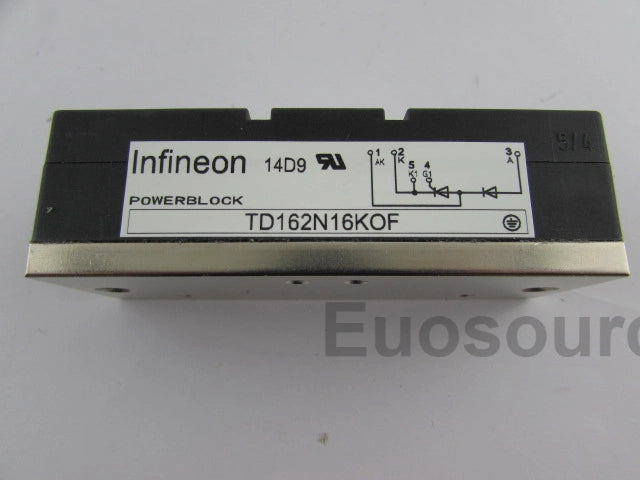 Infineon 14D9
POWERBLOCK
TD162N16KOF
1 2 3
AK K A
5 4
K1 G1
Euosourc